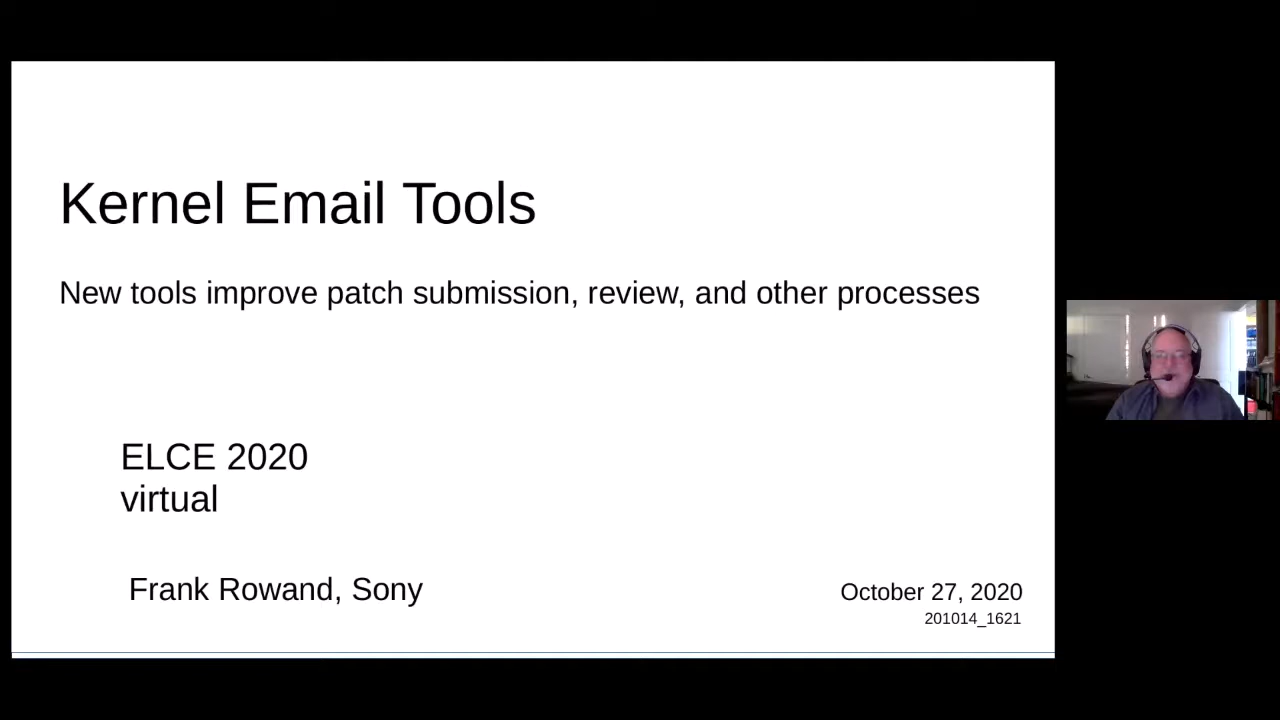 Kernel Email Tools
New tools improve patch submission, review, and other processes
ELCE 2020
virtual
Frank Rowand, Sony
October 27, 2020
201014_1621